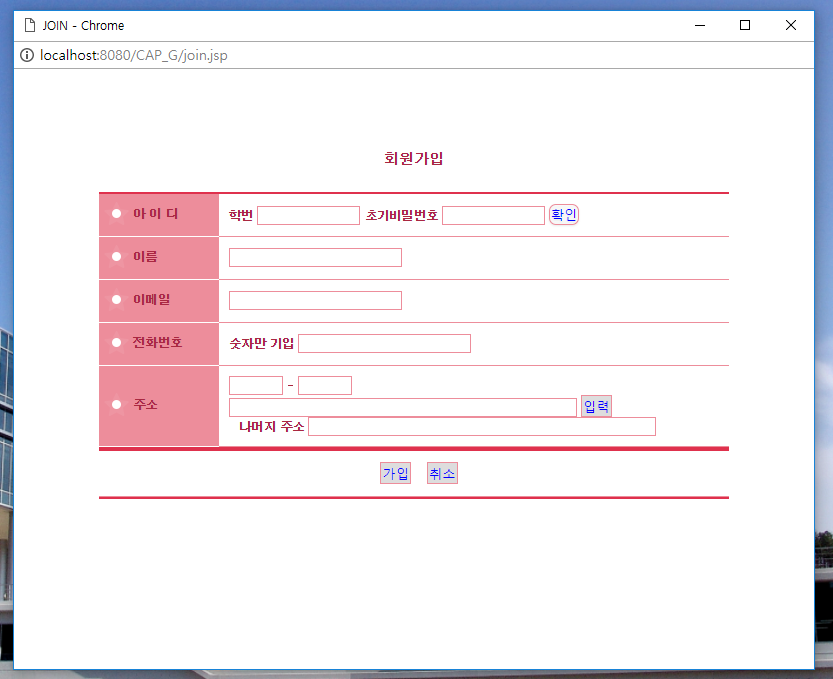 JOIN - Chrome
localhost:8080/CAP_G/join.jsp
회원가입
아 이 디 학번 초기비밀번호 확인
이름
이메일
전화번호 숫자만 기입
주소 -
입력
나머지 주소
가입 취소